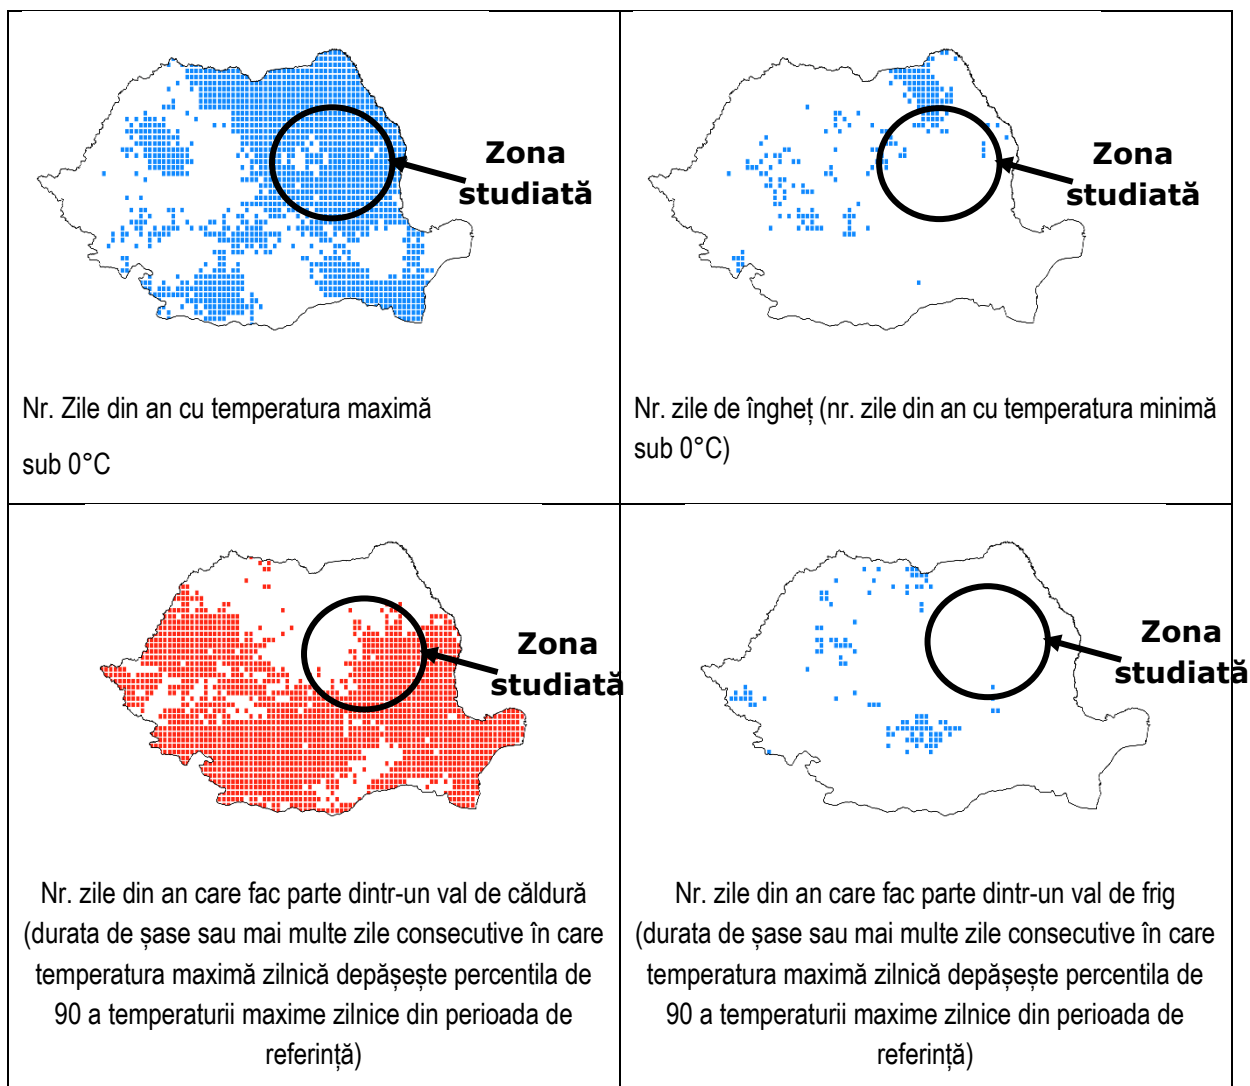 Zona
studiată
Nr. Zile din an cu temperatura maximă
sub 0°C
Zona
studiată
Nr. zile de îngheț (nr. zile din an cu temperatura minimă
sub 0°C)
Zona
studiată
Nr. zile din an care fac parte dintr-un val de căldură
(durata de șase sau mai multe zile consecutive în care
temperatura maximă zilnică depășește percentila de
90 a temperaturii maxime zilnice din perioada de
referință)
Zona
studiată
Nr. zile din an care fac parte dintr-un val de frig
(durata de șase sau mai multe zile consecutive în care
temperatura maximă zilnică depășește percentila de
90 a temperaturii maxime zilnice din perioada de
referință)